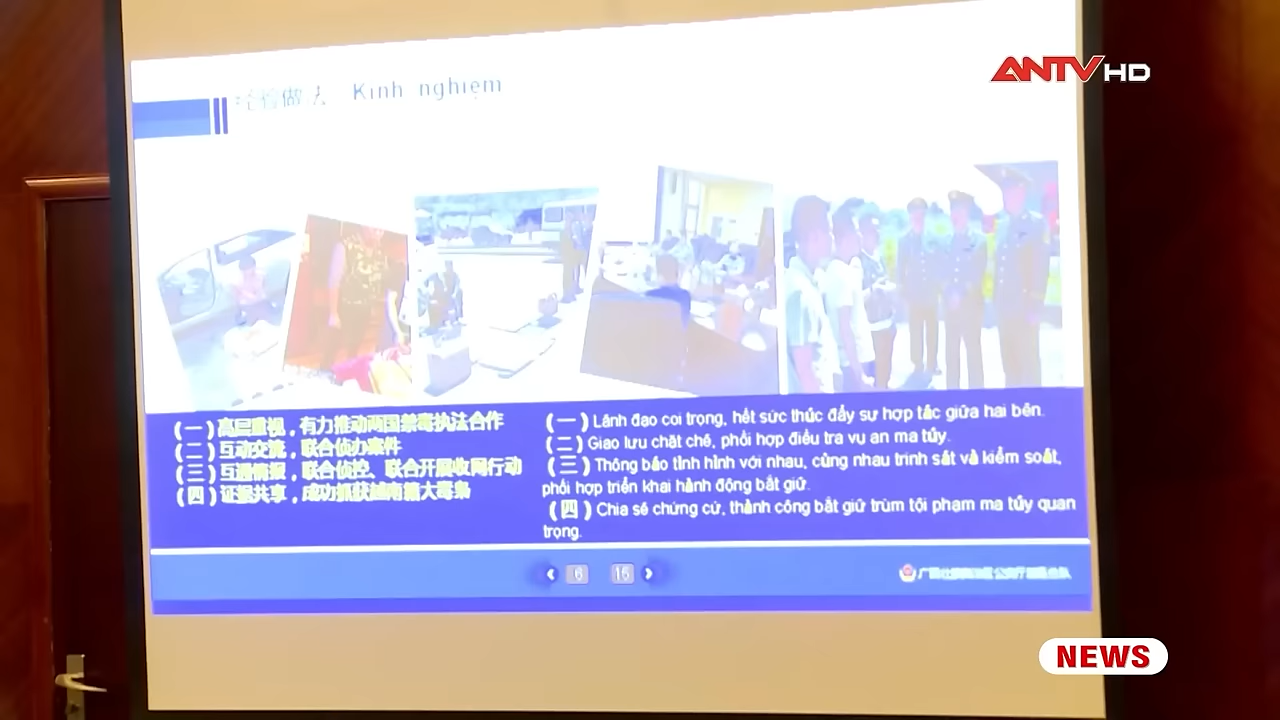 ANTV HD
经验做法 Kinh nghiệm
(一)高层重视，有力推动两国禁毒执法合作
(二)互动交流，联合侦办案件
(三)互通情报，联合侦控、联合开展收网行动
(四)证据共享，成功抓获越南籍大毒枭
(一)Lãnh đạo coi trọng, hết sức thúc đẩy sự hợp tác giữa hai bên.
(二)Giao lưu chặt chẽ, phối hợp điều tra vụ an ma túy.
(三)Thông báo tình hình với nhau, cùng nhau trinh sát và kiểm soát,
phối hợp triển khai hành động bắt giữ.
(四)Chia sẻ chứng cứ, thành công bắt giữ trùm tội phạm ma túy quan
trọng.
6 15
NEWS